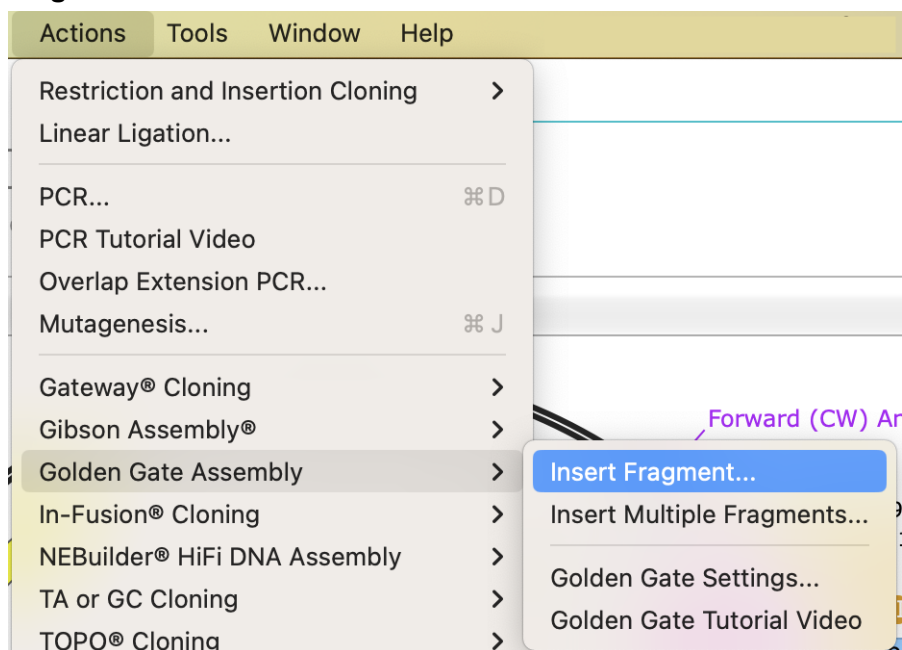 Actions Tools Window Help
Restriction and Insertion Cloning
Linear Ligation...
PCR... ⌘D
PCR Tutorial Video
Overlap Extension PCR...
Mutagenesis... ⌘J
Gateway® Cloning
Gibson Assembly®
Forward (CW)
Golden Gate Assembly
Insert Fragment...
In-Fusion® Cloning
Insert Multiple Fragments...
NEBuilder® HiFi DNA Assembly
Golden Gate Settings...
TA or GC Cloning
Golden Gate Tutorial Video
TOPO® Cloning